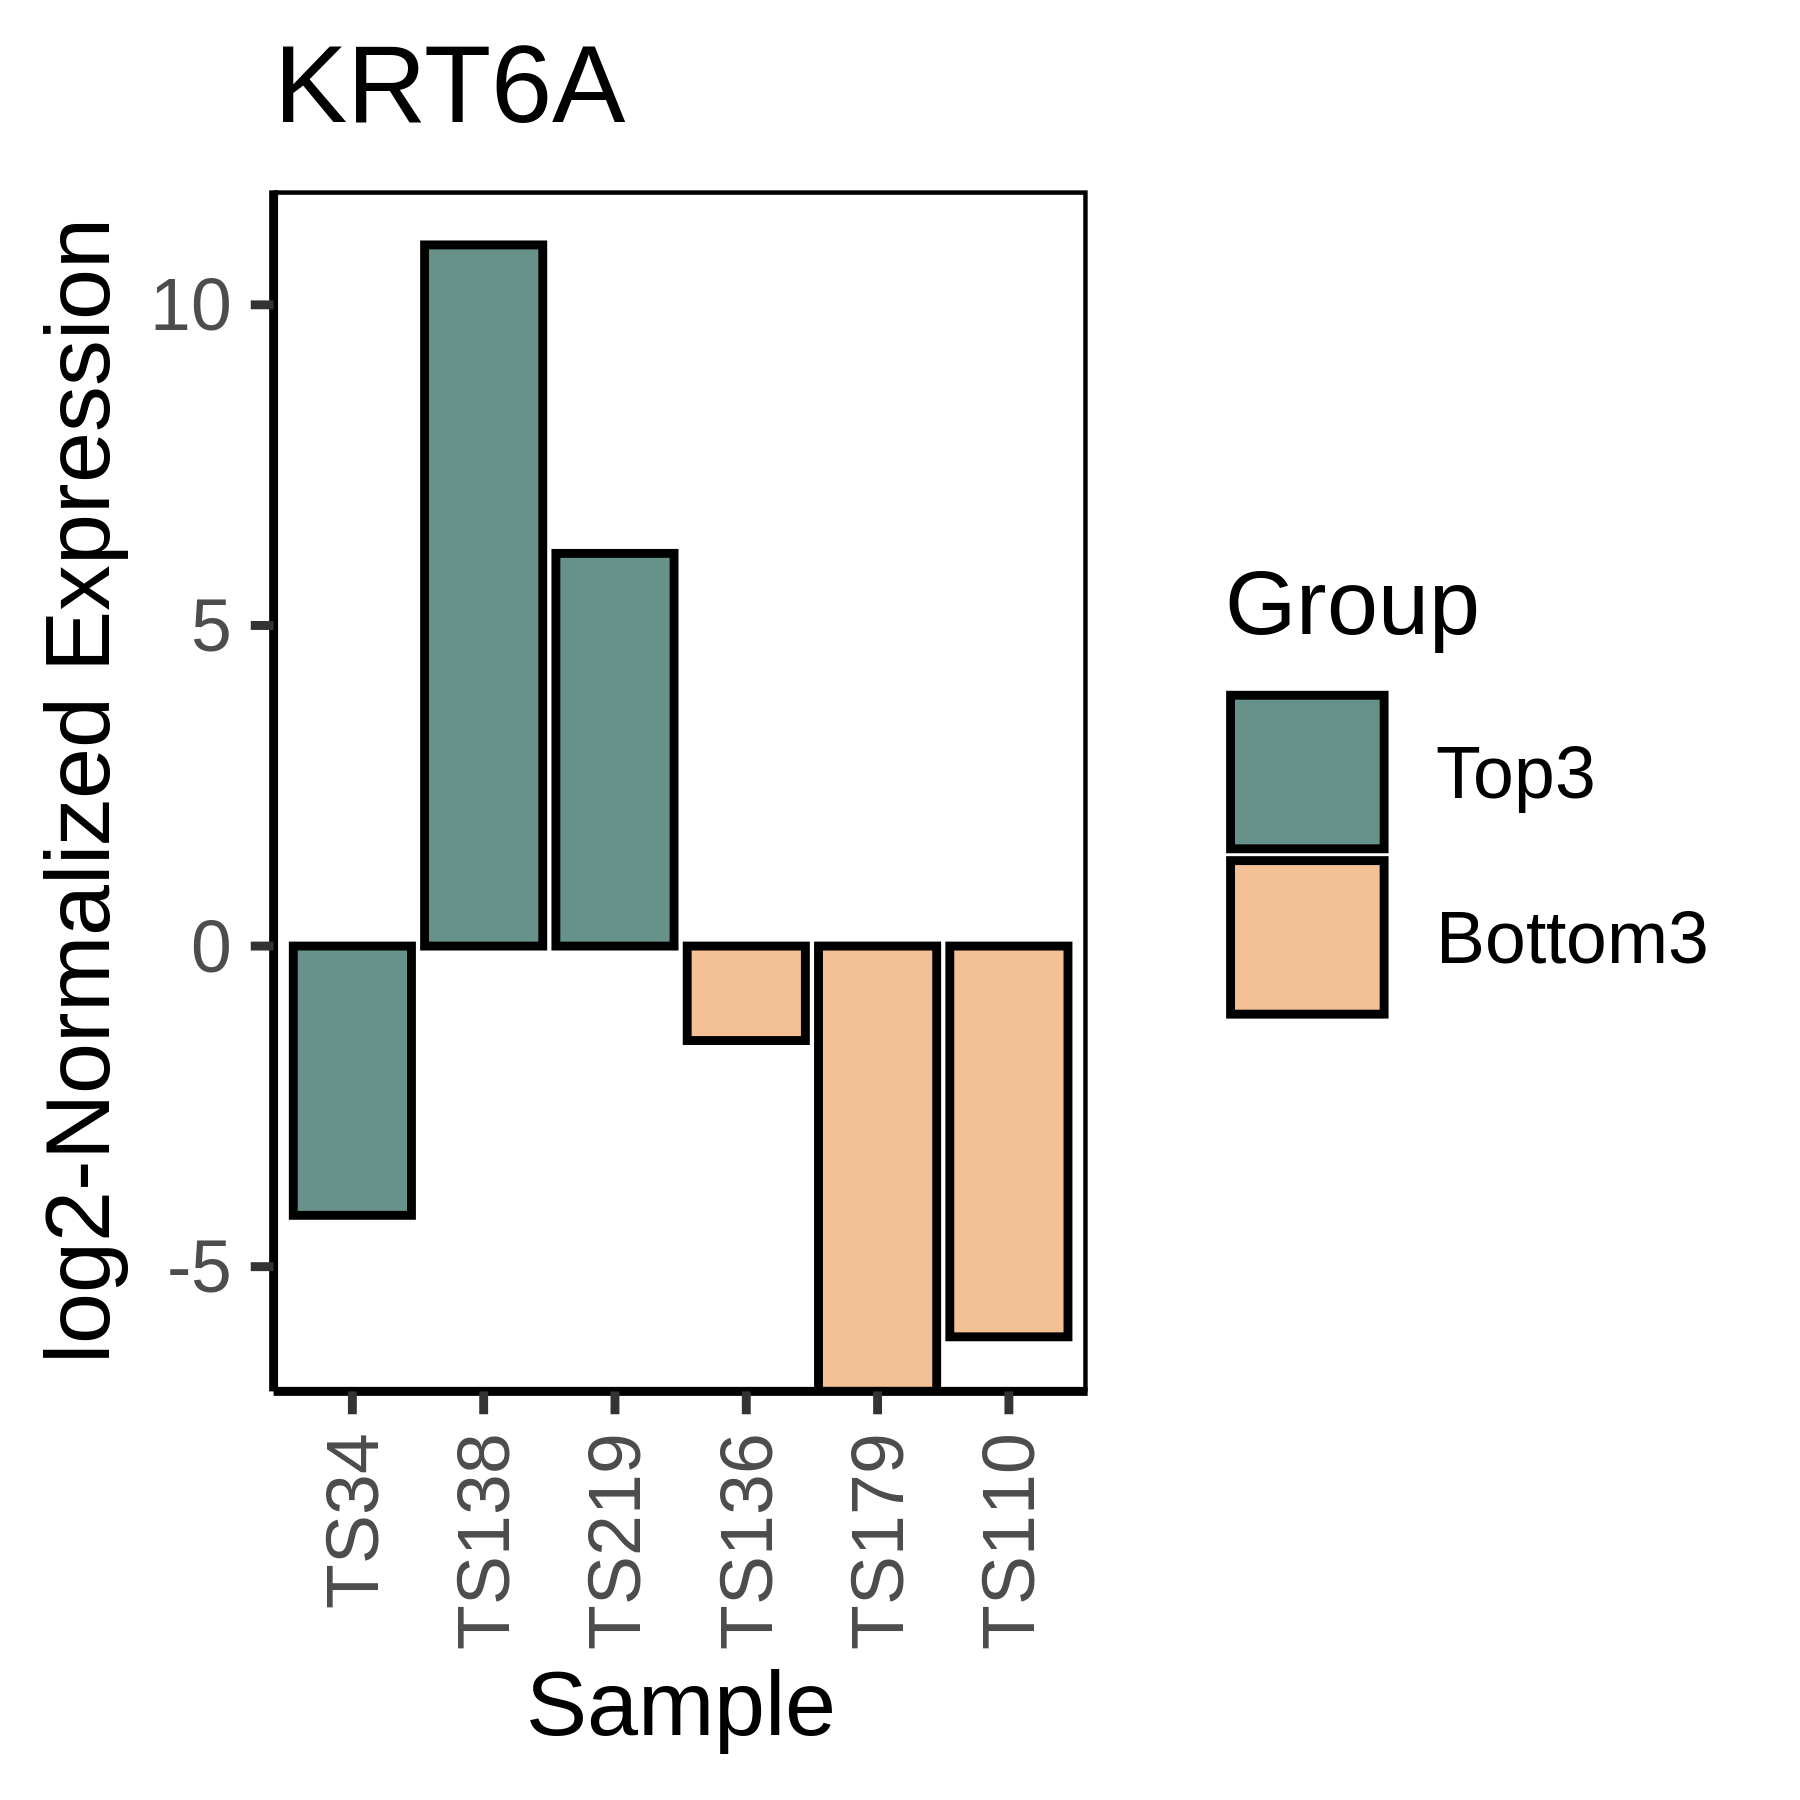 KRT6A
log2-Normalized Expression
10
5
0
-5
TS34
TS138
TS219
TS136
TS179
TS110
Sample
Group
Top3
Bottom3